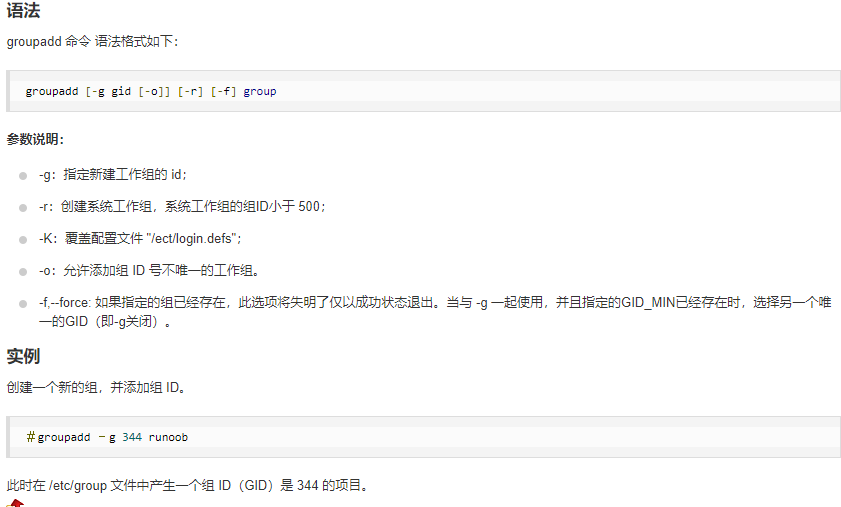 语法
groupadd 命令 语法格式如下：
groupadd [-g gid [-o]] [-r] [-f] group
参数说明：
-g：指定新建工作组的 id；
-r：创建系统工作组，系统工作组的组ID小于 500；
-K：覆盖配置文件 "/ect/login.defs"；
-o：允许添加组 ID 号不唯一的工作组。
-f,--force: 如果指定的组已经存在，此选项将失明了仅以成功状态退出。当与 -g 一起使用，并且指定的GID_MIN已经存在时，选择另一个唯
一的GID（即-g关闭）。
实例
创建一个新的组，并添加组 ID。
#groupadd －g 344 runoob
此时在 /etc/group 文件中产生一个组 ID（GID）是 344 的项目。